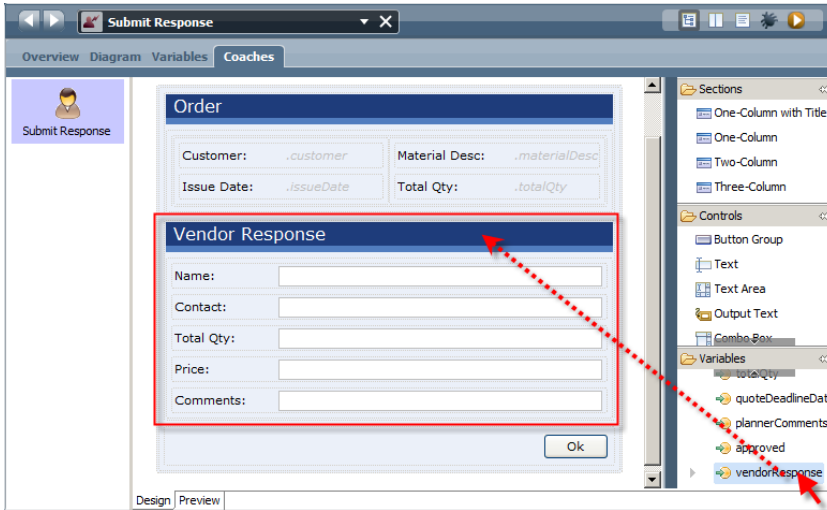 Submit Response
Overview Diagram Variables Coaches
Submit Response
Order
Customer: .customer Material Desc: .materialDesc
Issue Date: .issueDate Total Qty: .totalQty
Vendor Response
Name:
Contact:
Total Qty:
Price:
Comments:
Ok
Design Preview
Sections
One-Column with Title
One-Column
Two-Column
Three-Column
Controls
Button Group
Text
Text Area
Output Text
Combo Box
Variables
totalQty
quoteDeadlineDat
plannerComments
approved
vendorResponse